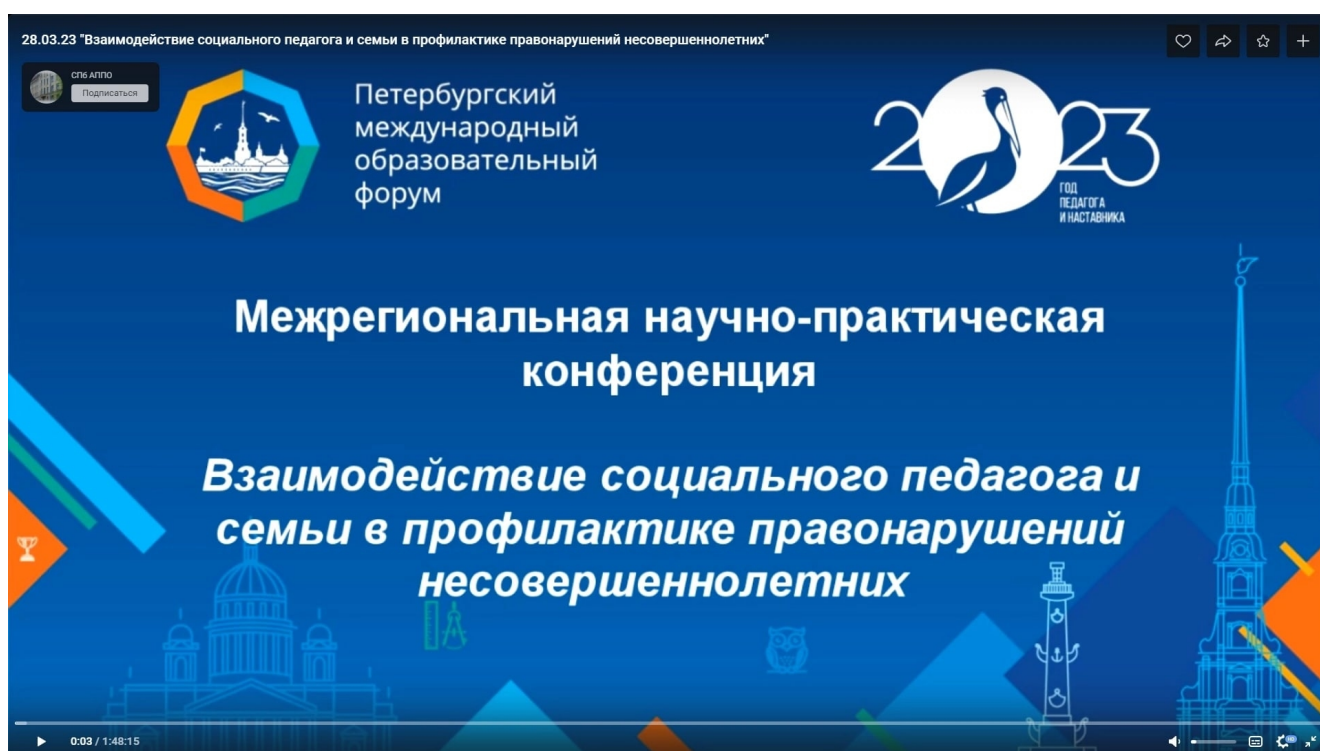 28.03.23 "Взаимодействие социального педагога и семьи в профилактике правонарушений несовершеннолетних"
СПб АППО
Подписаться
Петербургский
международный
образовательный
форум
2023
ГОД
ПЕДАГОГА
И НАСТАВНИКА
Межрегиональная научно-практическая
конференция
Взаимодействие социального педагога и
семьи в профилактике правонарушений
несовершеннолетних
0:03 / 1:48:15
HD